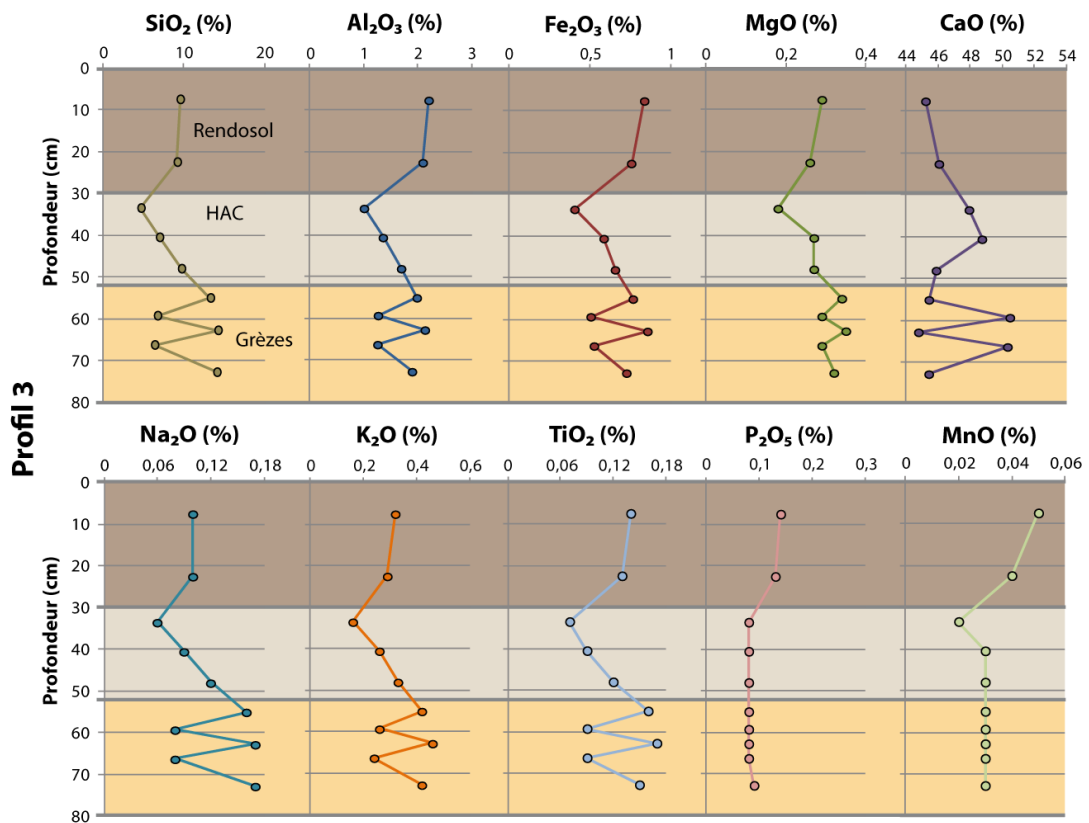 SiO₂ (%) Al₂O₃ (%) Fe₂O₃ (%) MgO (%) CaO (%)
0 10 20 0 1 2 3 0 0,5 1 0 0,2 0,4 44 46 48 50 52 54
0
10
Rendosol
20
30
HAC
40
50
60
Grèzes
70
80
Profondeur (cm)
Profil 3
Na₂O (%) K₂O (%) TiO₂ (%) P₂O₅ (%) MnO (%)
0 0,06 0,12 0,18 0 0,2 0,4 0,6 0 0,06 0,12 0,18 0 0,1 0,2 0,3 0 0,02 0,04 0,06
0
10
20
30
40
50
60
70
80
Profondeur (cm)